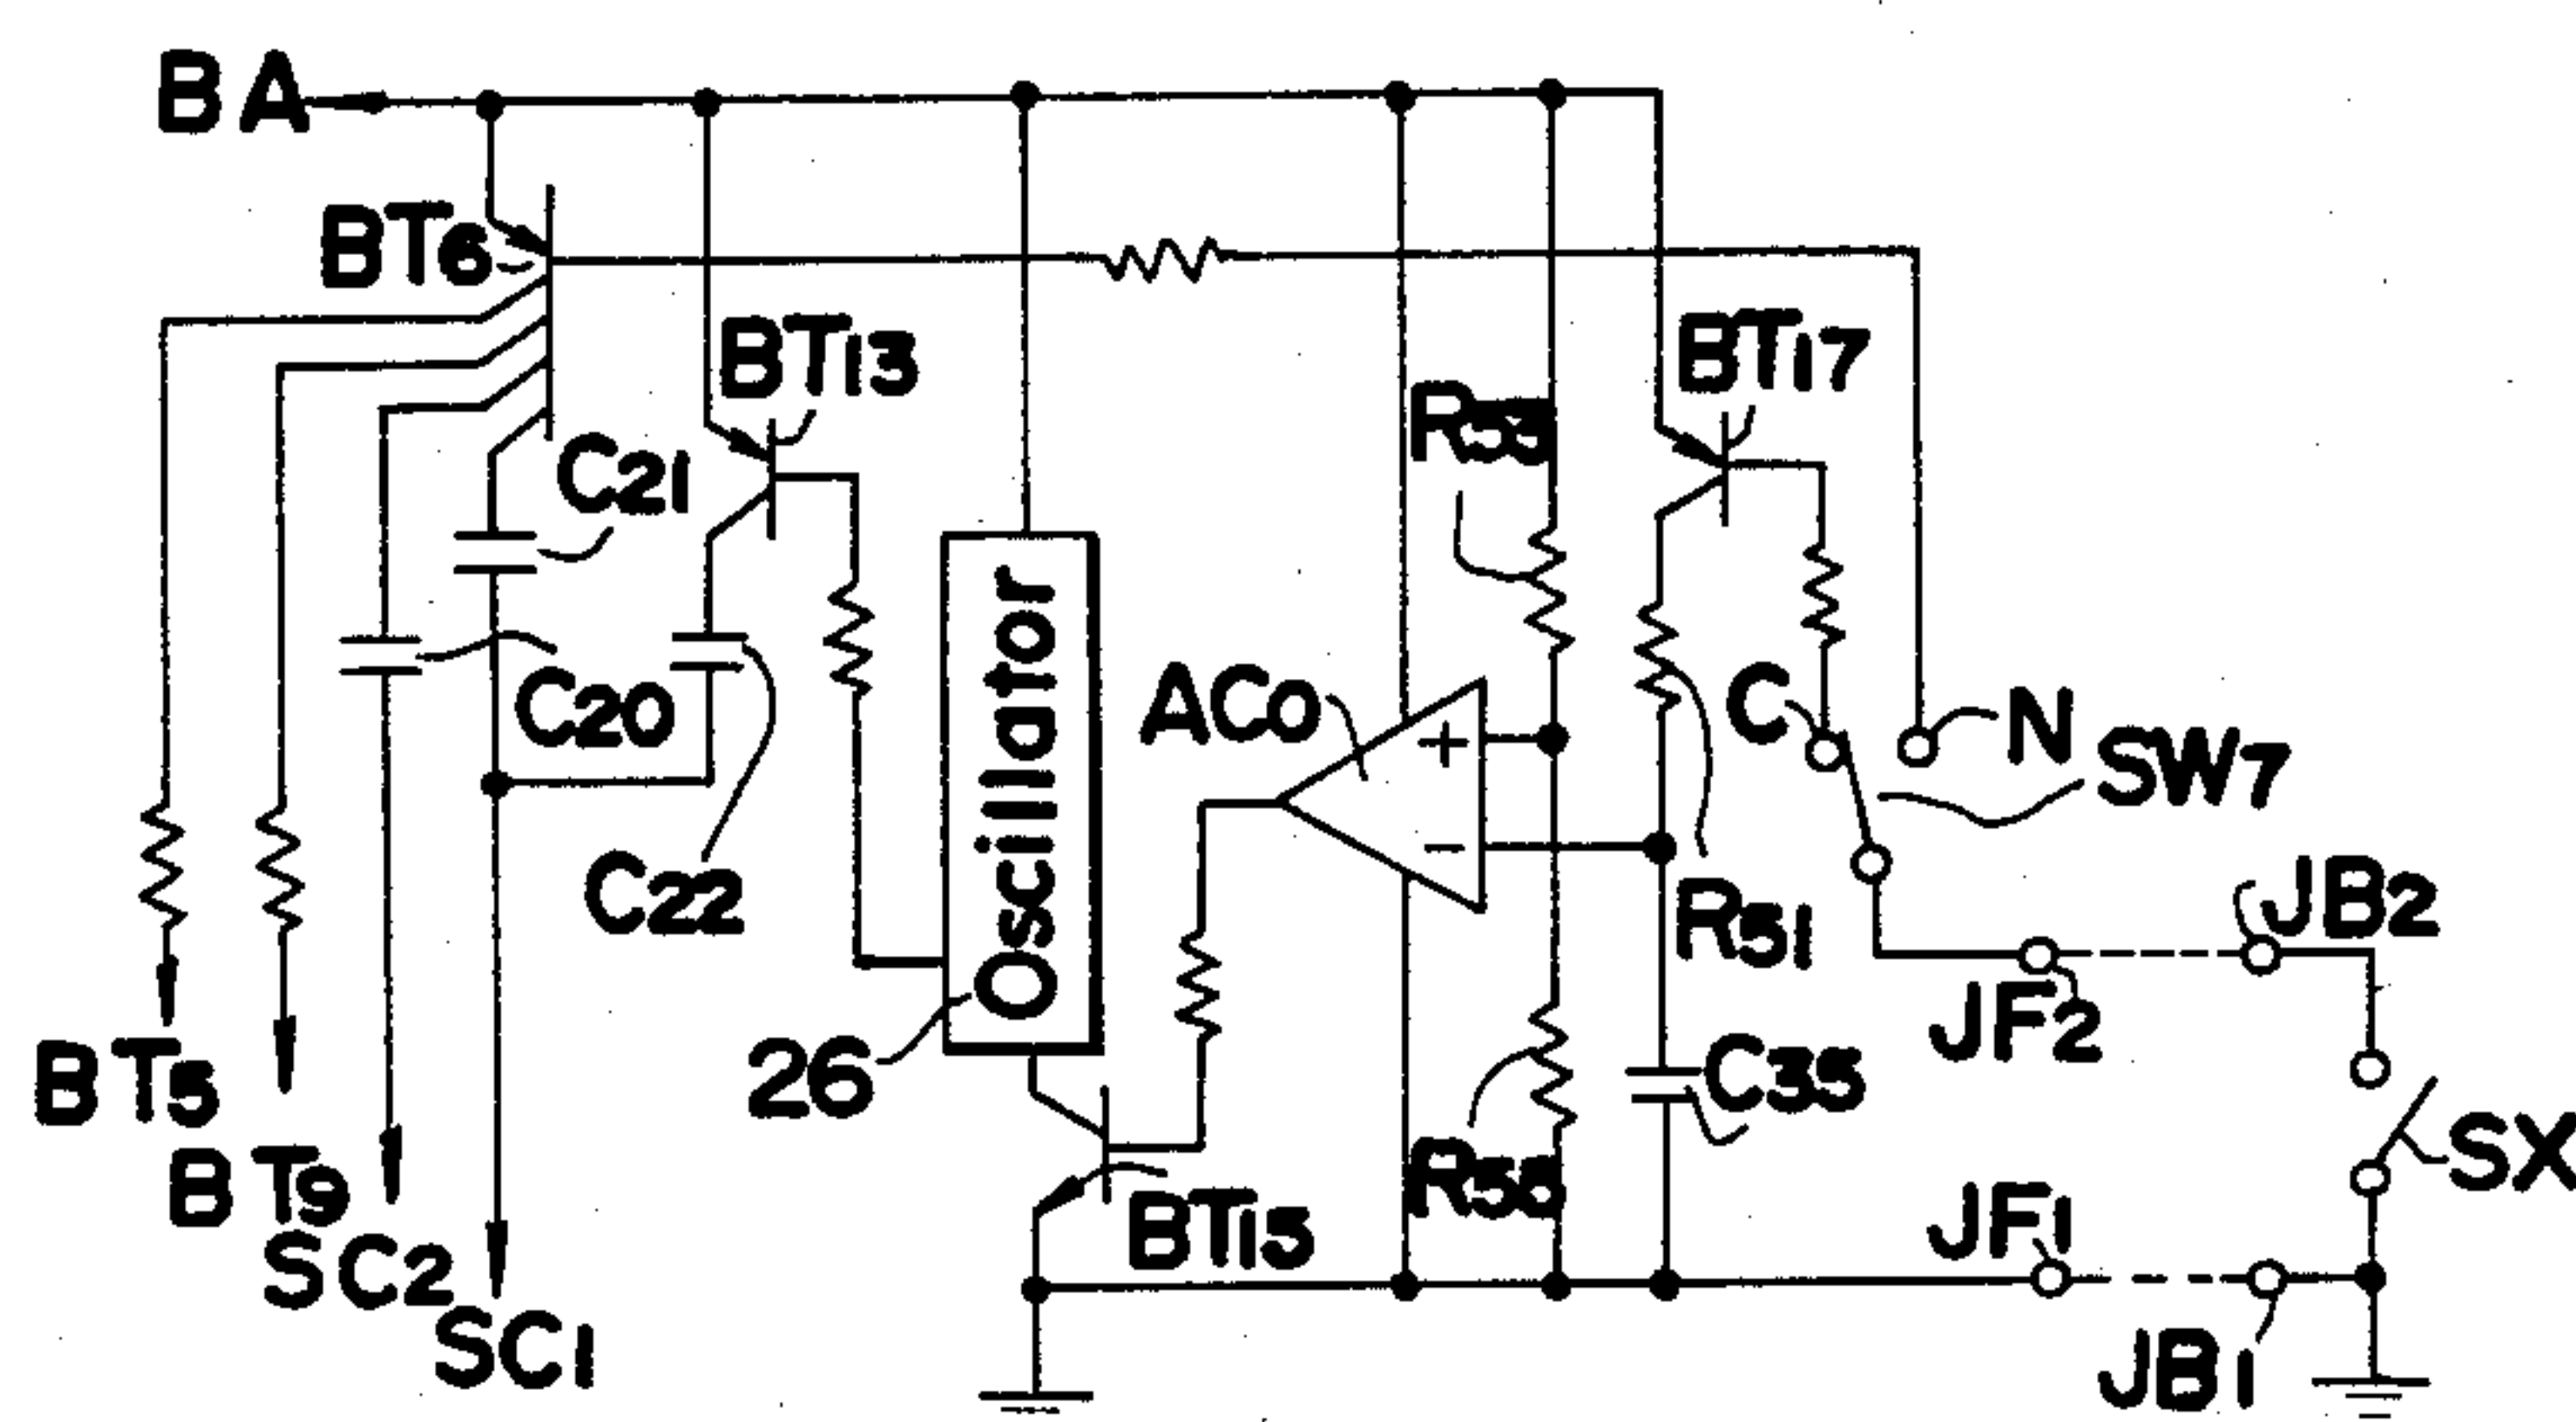 BA
BT6
BT13
BT17
R53
C21
Oscillator
ACo
+
−
C
N
SW7
C20
C22
R51
JB2
JF2
26
C35
BT5
BT9
SC2
SC1
BT15
SX
JF1
JB1